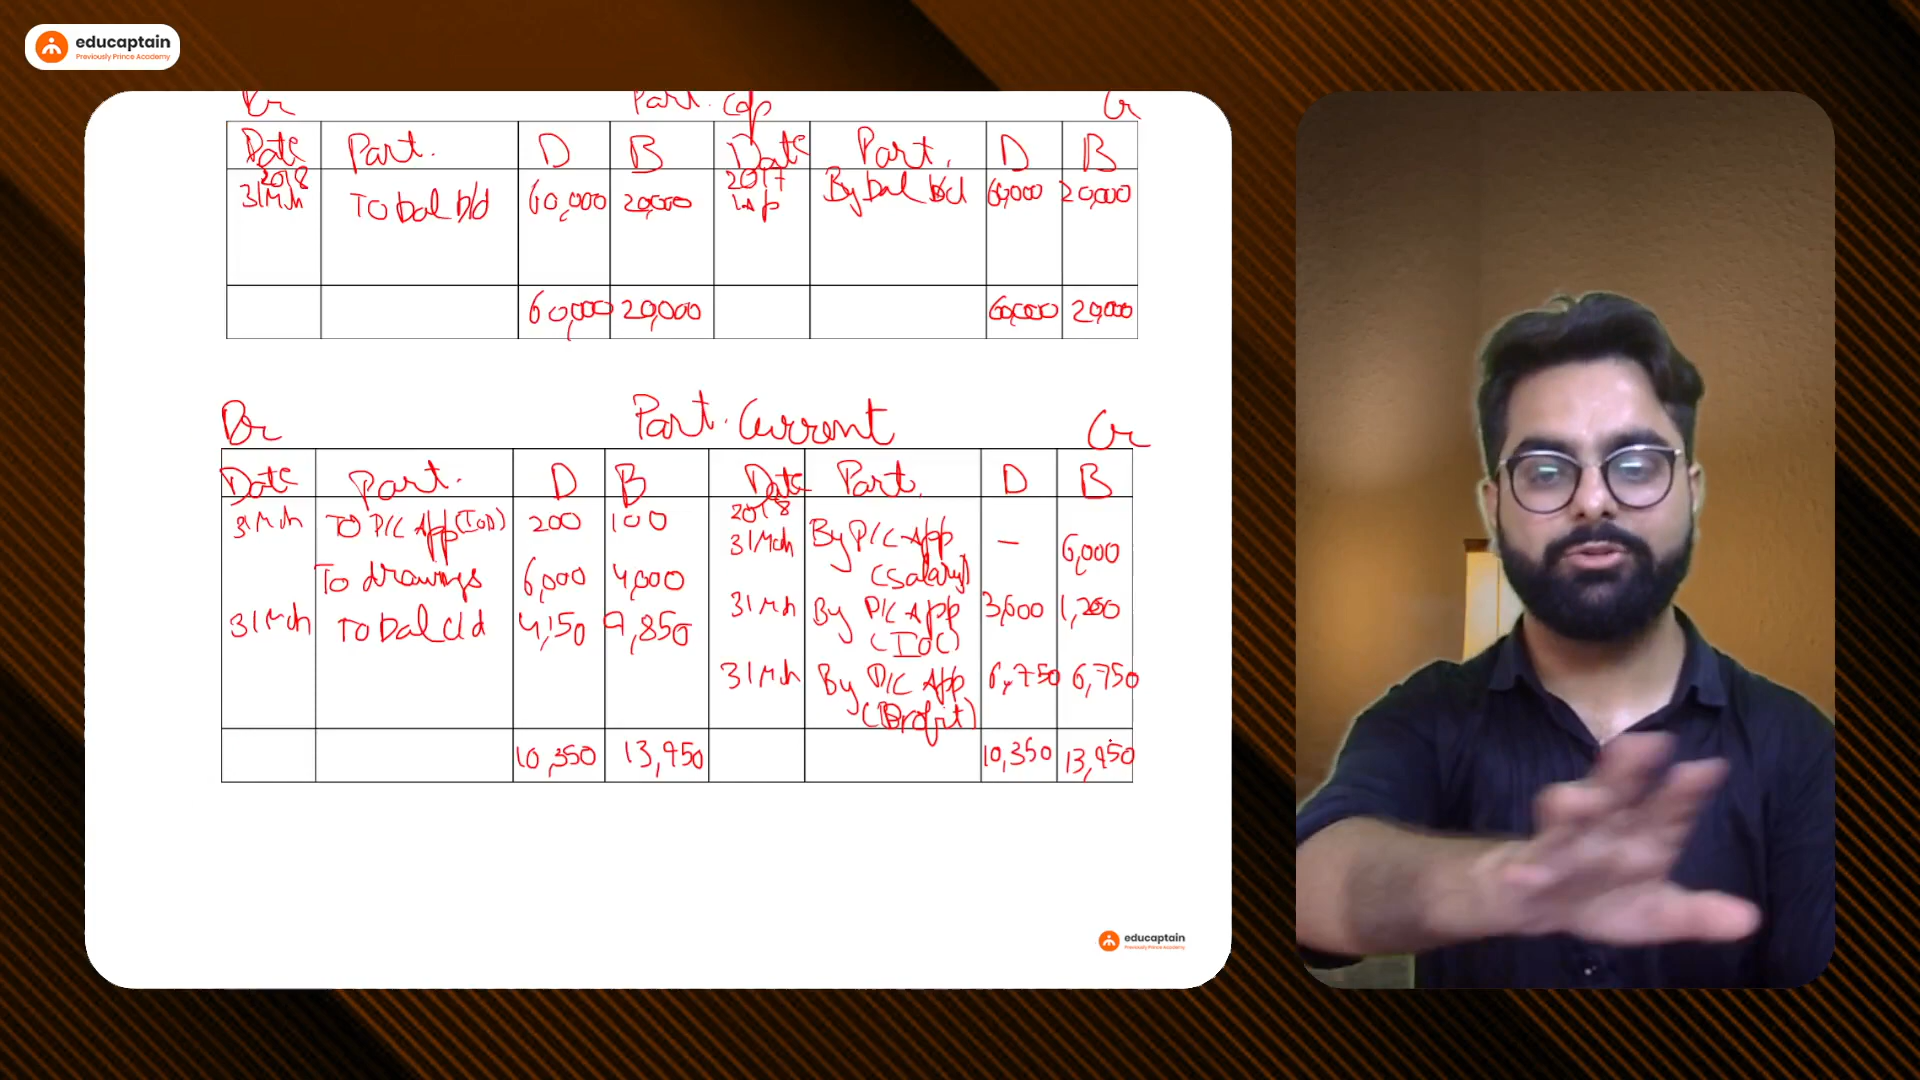 educaptain
Previously Prince Academy
Dr Part. Cap Cr
Date Part. D B Date Part. D B
2018 2017
31 Mch To bal b/d 60,000 20,000 1 Ap By bal b/d 60,000 20,000
60,000 20,000 60,000 20,000
Dr Part. Current Cr
Date Part. D B Date Part. D B
31 Mch To P/L App (IOD) 200 100 2018
31 Mch By P/L App — 6,000
(Salary)
To drawings 6,000 4,000
31 Mch By P/L App 3,600 1,200
(IOC)
31 Mch To bal c/d 4,150 9,850
31 Mch By P/L App 6,750 6,750
(Profit)
10,350 13,950 10,350 13,950
educaptain
Previously Prince Academy